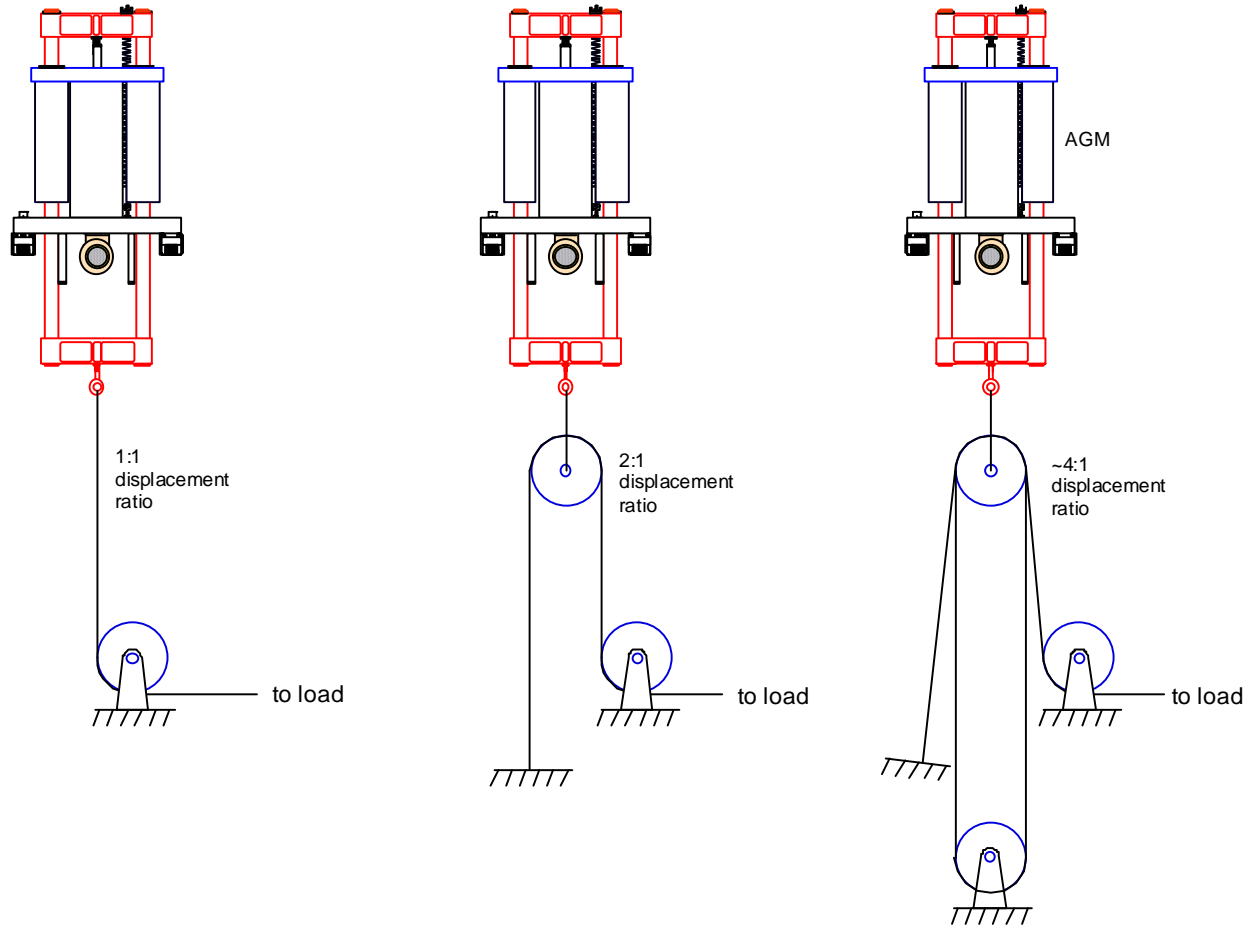 AGM
1:1
displacement
ratio
2:1
displacement
ratio
~4:1
displacement
ratio
to load
to load
to load